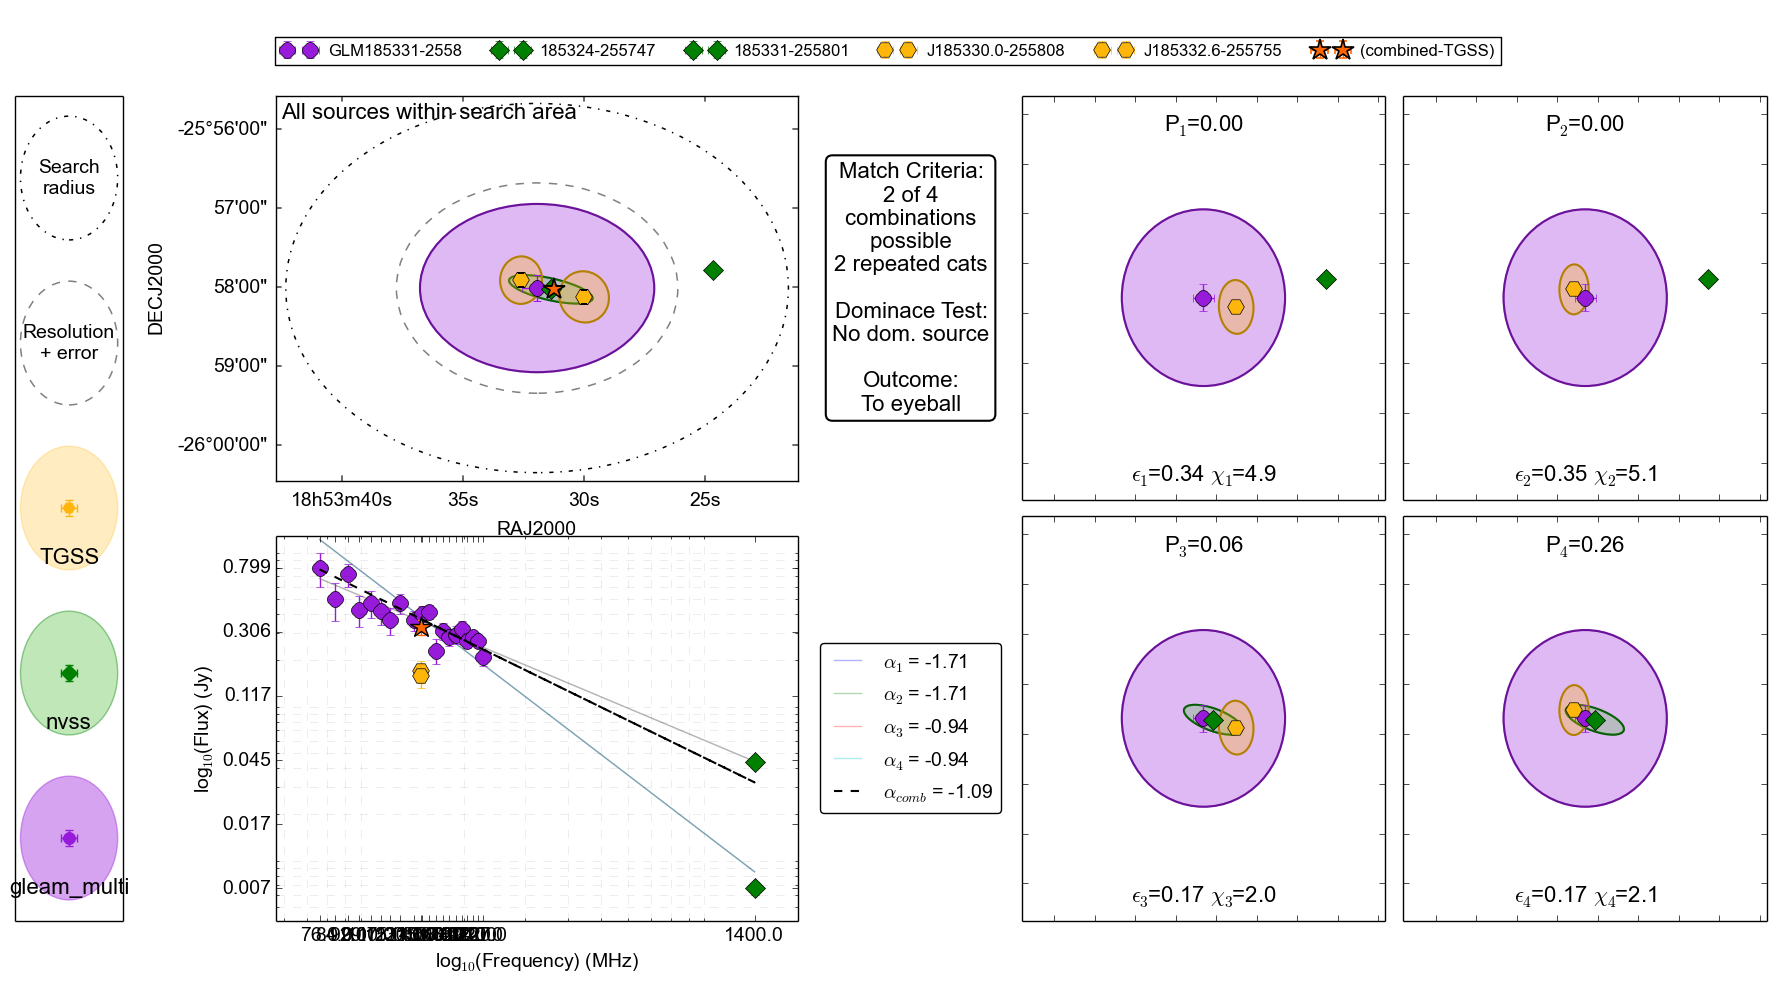 GLM185331-2558 185324-255747 185331-255801 J185330.0-255808 J185332.6-255755 (combined-TGSS)
Search
radius
Resolution
+ error
TGSS
nvss
gleam_multi
All sources within search area
DECJ2000
-25°56'00"
57'00"
58'00"
59'00"
-26°00'00"
18h53m40s 35s 30s 25s
RAJ2000
Match Criteria:
2 of 4
combinations
possible
2 repeated cats
Dominace Test:
No dom. source
Outcome:
To eyeball
P1=0.00
ϵ1=0.34 χ1=4.9
P2=0.00
ϵ2=0.35 χ2=5.1
P3=0.06
ϵ3=0.17 χ3=2.0
P4=0.26
ϵ4=0.17 χ4=2.1
log10(Flux) (Jy)
0.799
0.306
0.117
0.045
0.017
0.007
1400.0
log10(Frequency) (MHz)
α1 = -1.71
α2 = -1.71
α3 = -0.94
α4 = -0.94
αcomb = -1.09